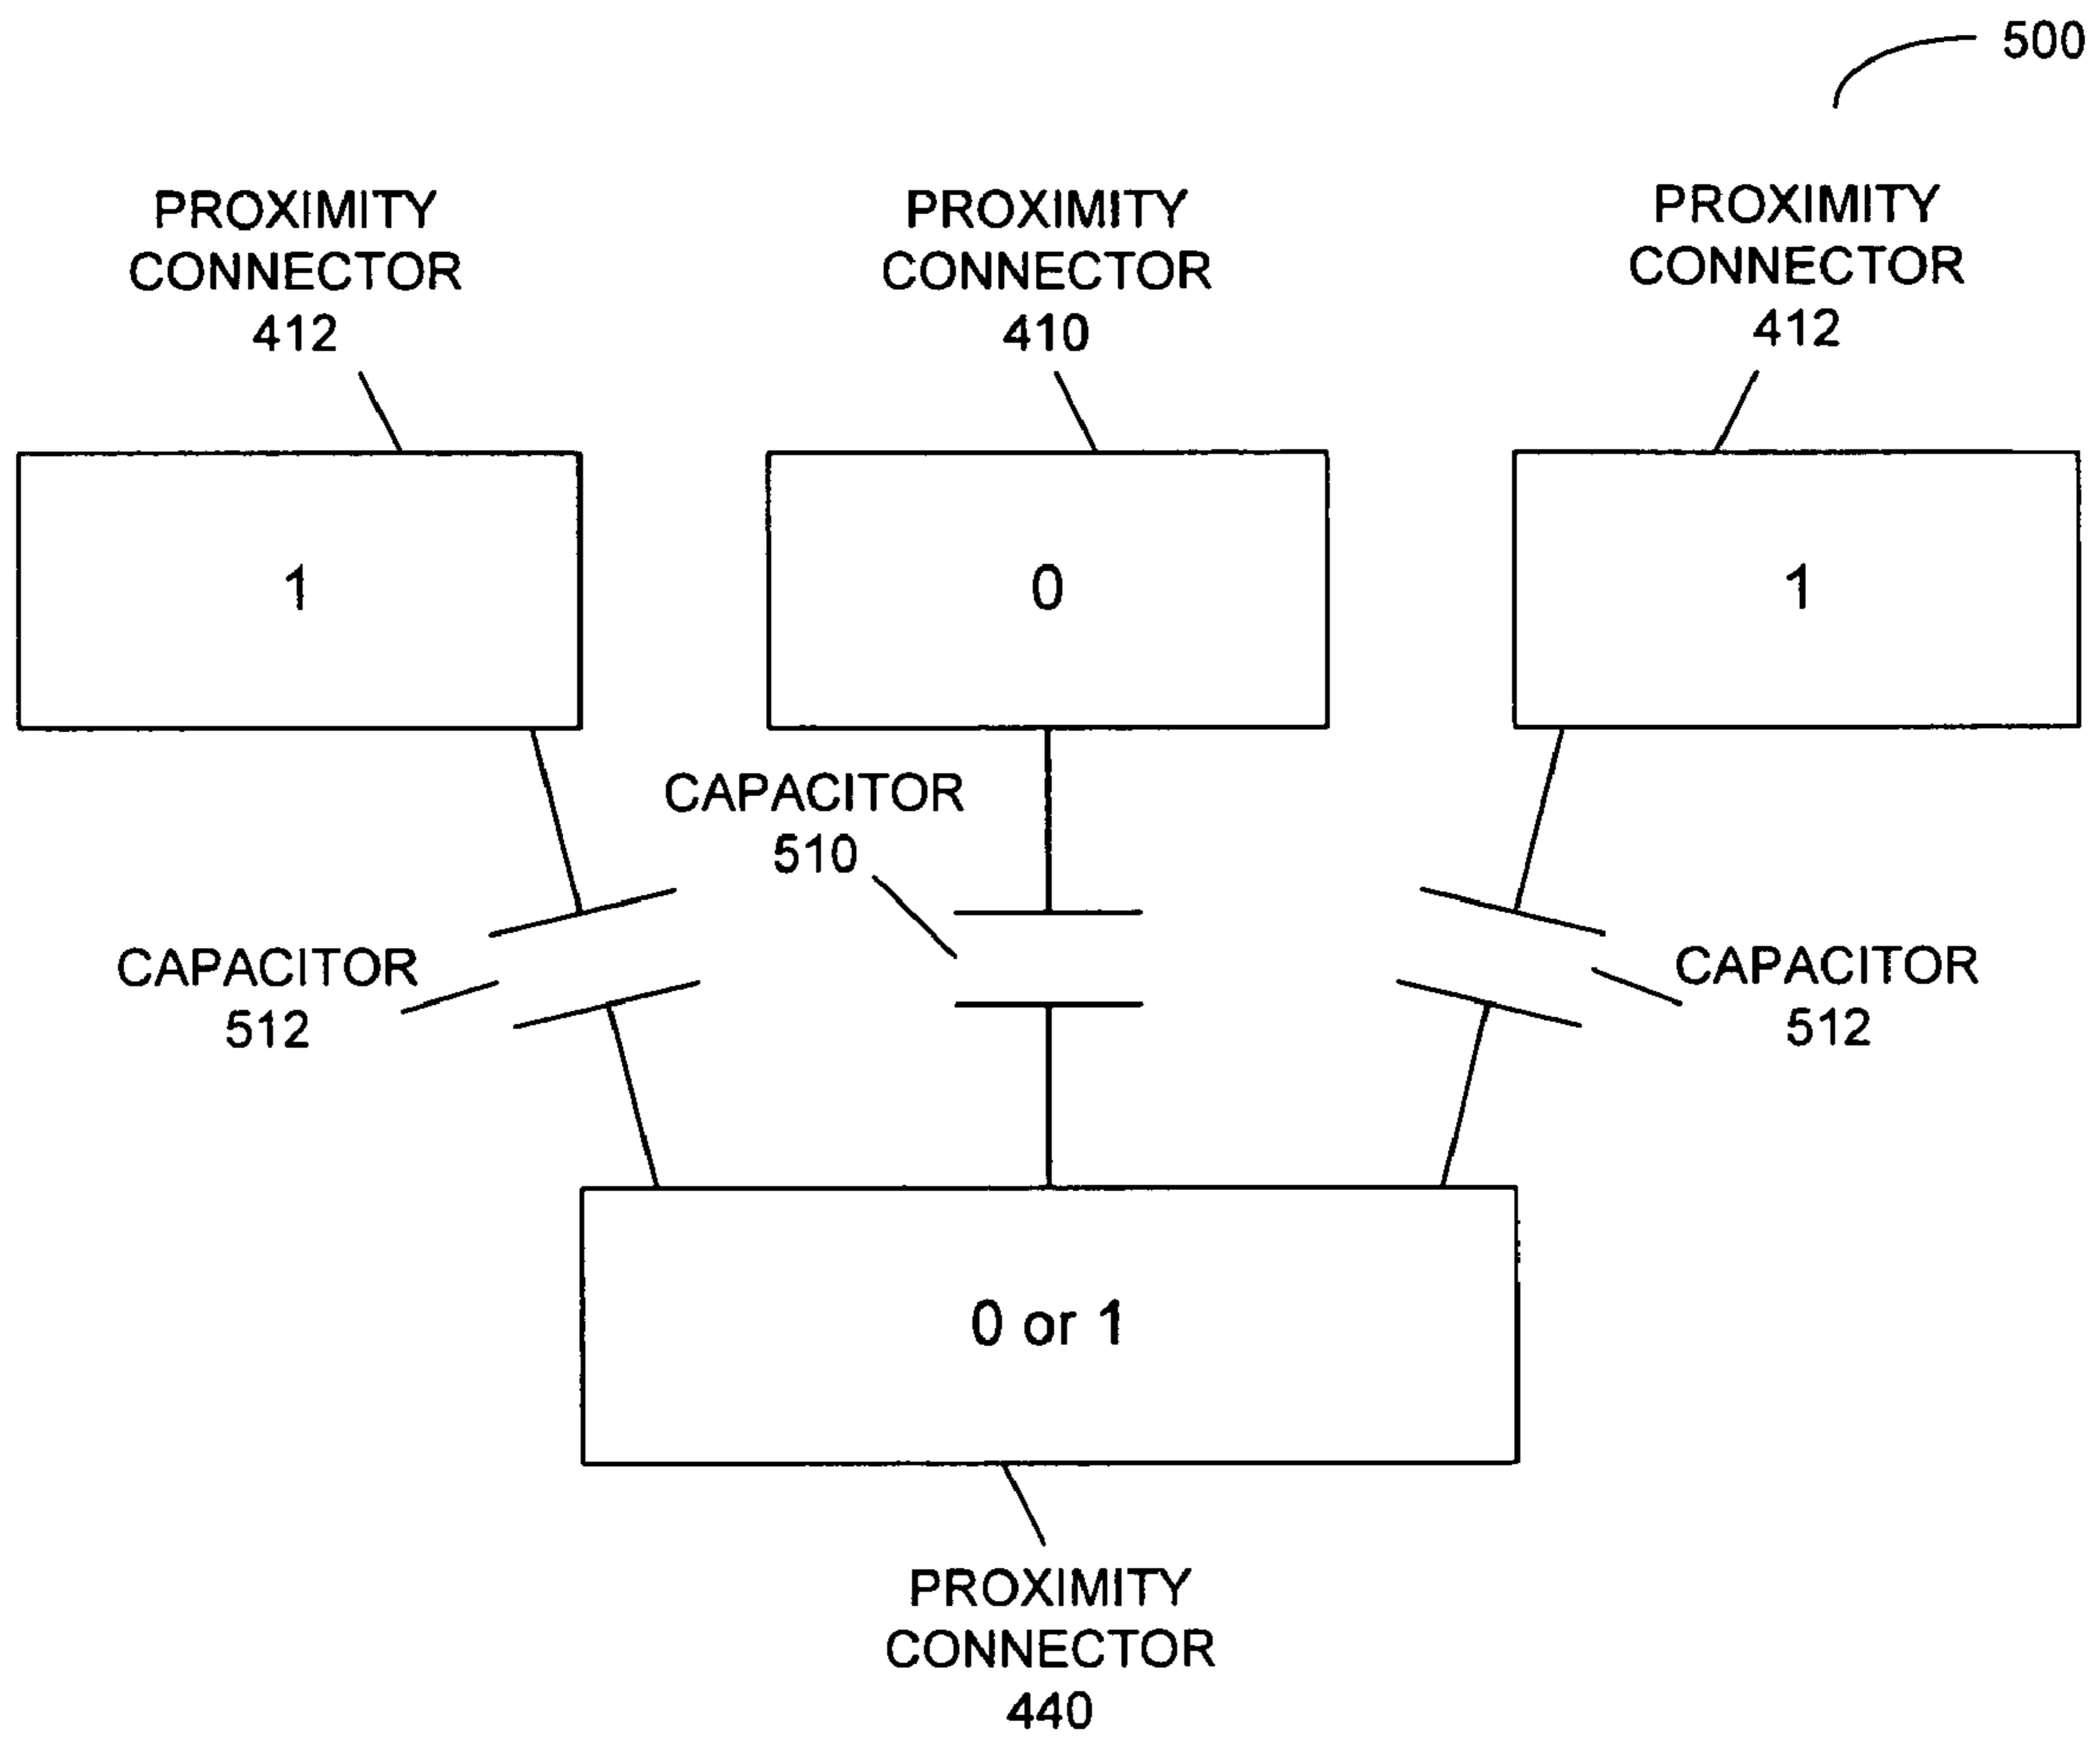 500
PROXIMITY
CONNECTOR
412
PROXIMITY
CONNECTOR
410
PROXIMITY
CONNECTOR
412
1
0
1
CAPACITOR
510
CAPACITOR
512
CAPACITOR
512
0 or 1
PROXIMITY
CONNECTOR
440